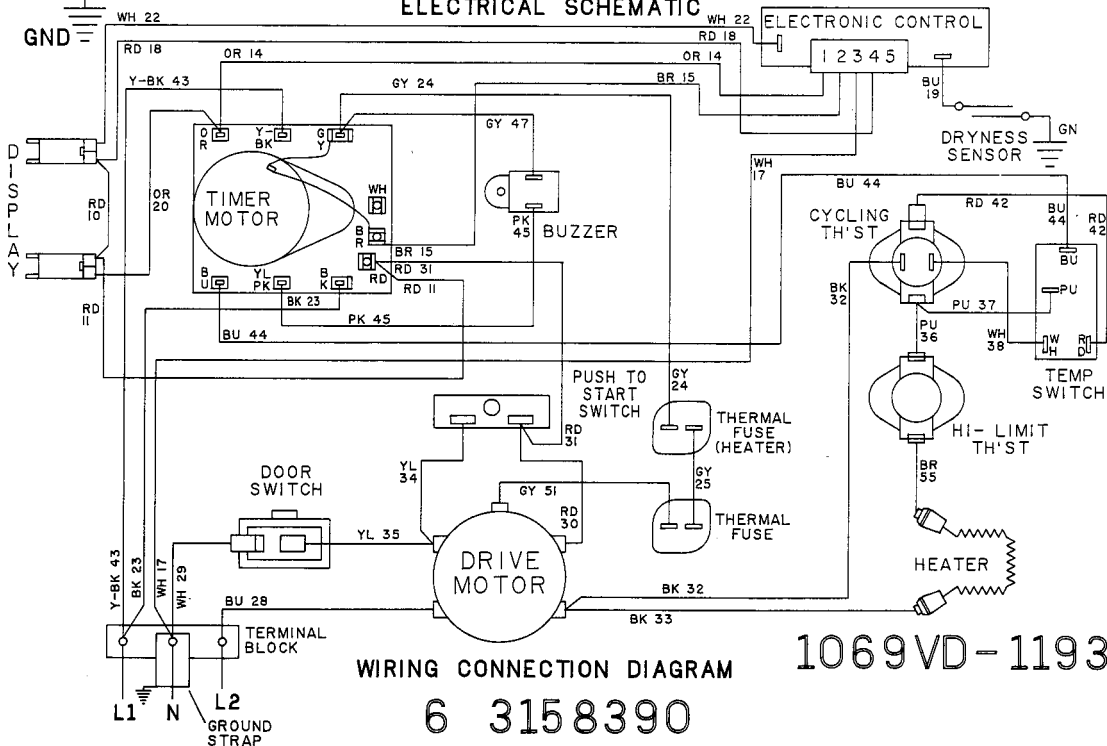 ELECTRICAL SCHEMATIC
GND
WH 22
RD 18
OR 14
Y-BK 43
GY 24
WH 22
RD 18
OR 14
BR 15
ELECTRONIC CONTROL
1 2 3 4 5
BU 19
DRYNESS SENSOR
GN
DISPLAY
RD 10
RD 11
OR 20
OR
Y-BK
GY
TIMER MOTOR
WH
BR
RD
BU
YL PK
BK
BK 23
BR 15
RD 31
RD 11
PK 45
BU 44
GY 47
PK 45
BUZZER
WH 17
BU 44
RD 42
CYCLING TH'ST
BU 44
RD 42
BU
PU
PU 37
BK 32
PU 36
WH 38
WH
RD
TEMP SWITCH
HI-LIMIT TH'ST
BR 55
HEATER
PUSH TO START SWITCH
RD 31
YL 34
RD 30
GY 24
THERMAL FUSE (HEATER)
GY 25
GY 51
THERMAL FUSE
DOOR SWITCH
YL 35
DRIVE MOTOR
BK 32
BK 33
Y-BK 43
BK 23
WH 17
WH 29
BU 28
TERMINAL BLOCK
L1
N
L2
GROUND STRAP
WIRING CONNECTION DIAGRAM
6 3158390
1069VD-1193